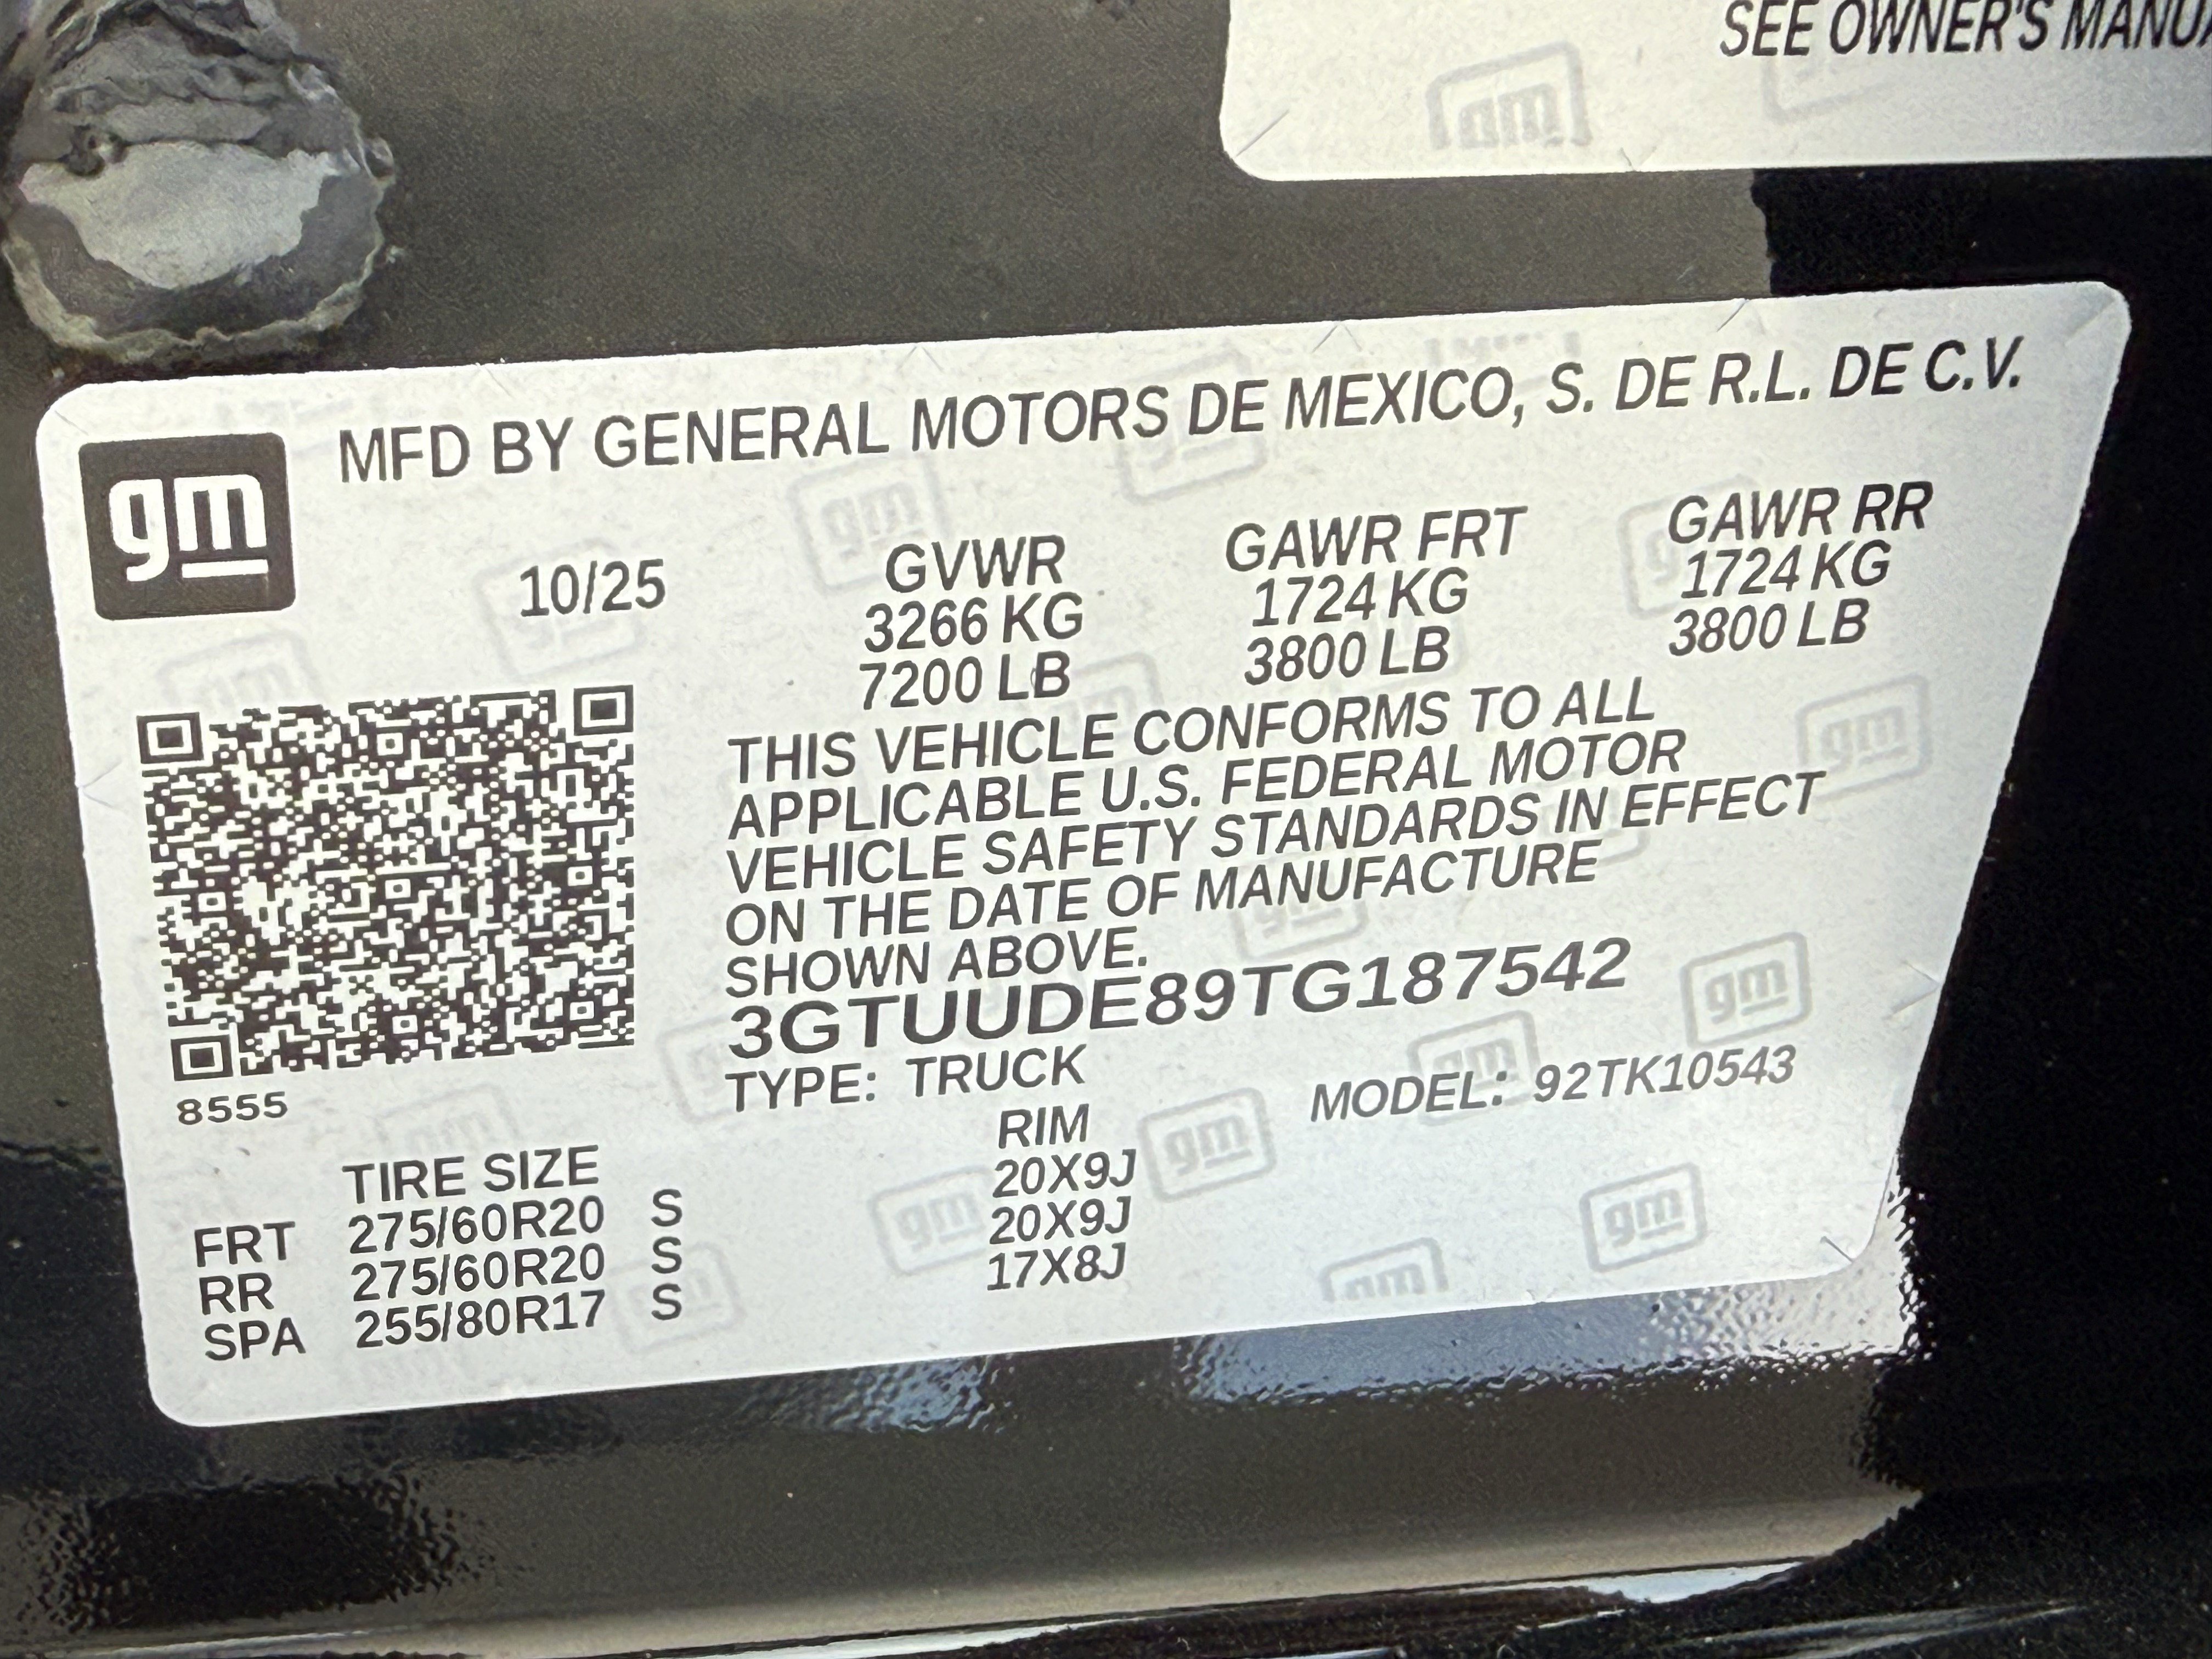 SEE OWNER'S
gm
MFD BY GENERAL MOTORS DE MEXICO, S. DE R.L. DE C.V.
10/25
GVWR GAWR FRT GAWR RR
3266 KG 1724 KG 1724 KG
7200 LB 3800 LB 3800 LB
THIS VEHICLE CONFORMS TO ALL
APPLICABLE U.S. FEDERAL MOTOR
VEHICLE SAFETY STANDARDS IN EFFECT
ON THE DATE OF MANUFACTURE
SHOWN ABOVE.
3GTUUDE89TG187542
TYPE: TRUCK MODEL: 92TK10543
8555
TIRE SIZE RIM
FRT 275/60R20 S 20X9J
RR 275/60R20 S 20X9J
SPA 255/80R17 S 17X8J